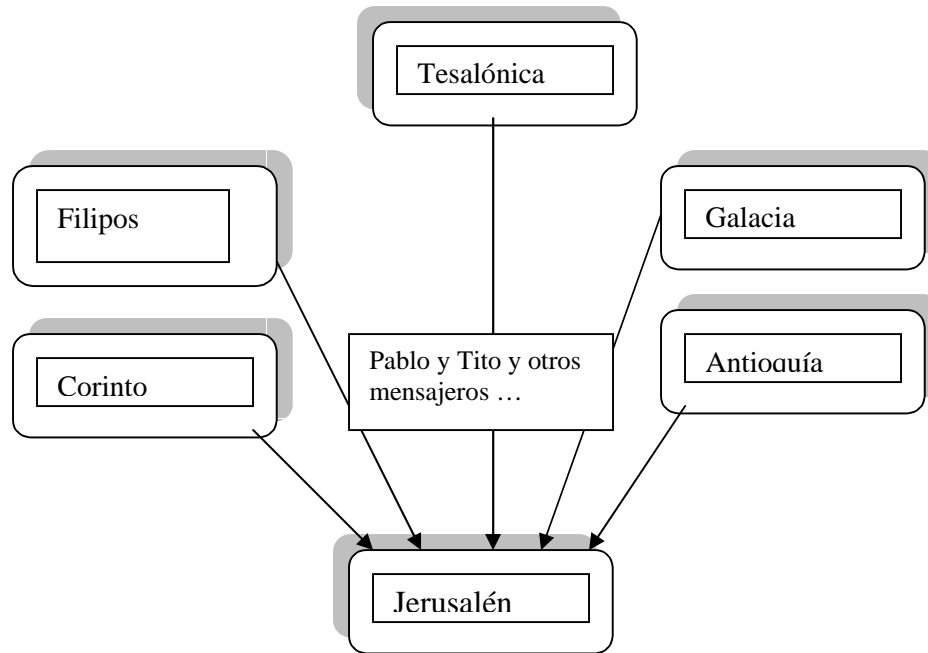 Tesalónica
Filipos
Galacia
Pablo y Tito y otros
mensajeros …
Corinto
Antioquía
Jerusalén